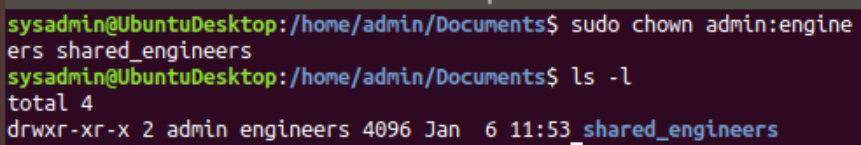 sysadmin@UbuntuDesktop:/home/admin/Documents$ sudo chown admin:engine
ers shared_engineers
sysadmin@UbuntuDesktop:/home/admin/Documents$ ls -l
total 4
drwxr-xr-x 2 admin engineers 4096 Jan  6 11:53 shared_engineers